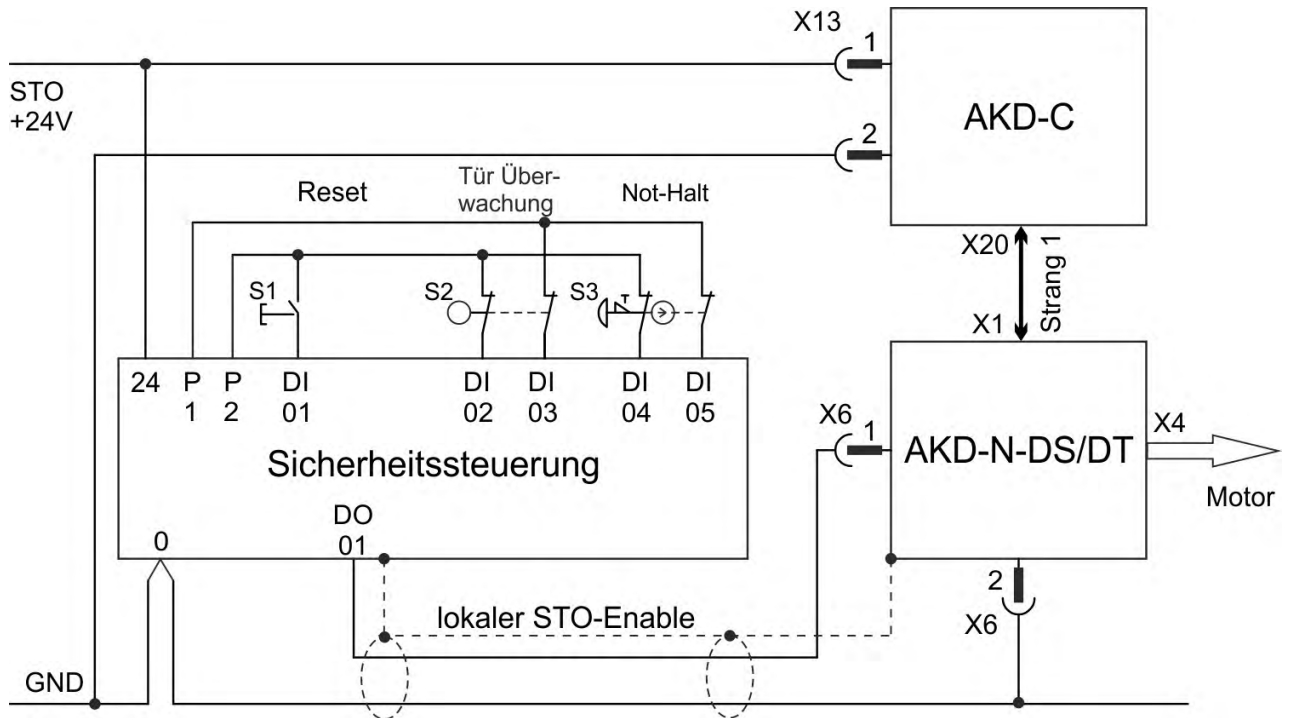 X13
1
STO
+24V
AKD-C
2
Reset
Tür Über-
wachung
Not-Halt
X20
Strang 1
S1
S2
S3
X1
24
P
1
P
2
DI
01
DI
02
DI
03
DI
04
DI
05
X6
1
AKD-N-DS/DT
X4
Motor
Sicherheitssteuerung
0
DO
01
2
X6
lokaler STO-Enable
GND